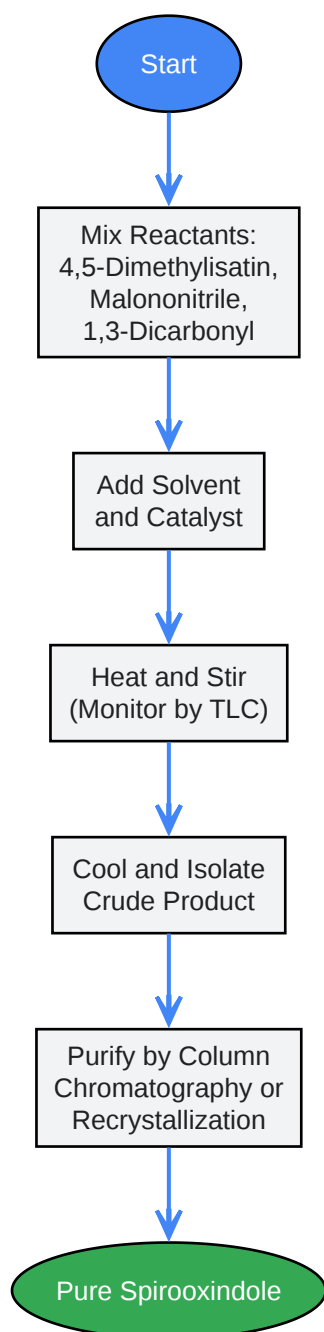 Start
Mix Reactants:
4,5-Dimethylisatin,
Malononitrile,
1,3-Dicarbonyl
Add Solvent
and Catalyst
Heat and Stir
(Monitor by TLC)
Cool and Isolate
Crude Product
Purify by Column
Chromatography or
Recrystallization
Pure Spirooxindole